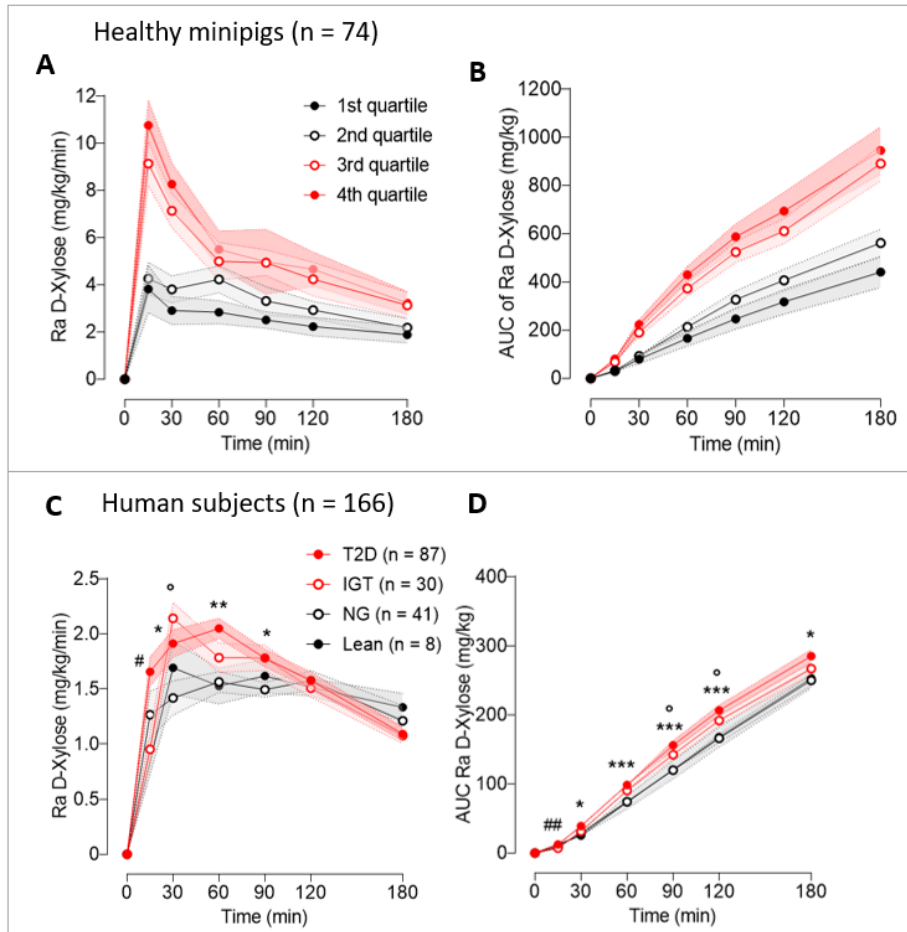 Healthy minipigs (n = 74)
A
Ra D-Xylose (mg/kg/min)
12
10
8
6
4
2
0
1st quartile
2nd quartile
3rd quartile
4th quartile
0 30 60 90 120 180
Time (min)
B
AUC of Ra D-Xylose (mg/kg)
1200
1000
800
600
400
200
0
0 30 60 90 120 180
Time (min)
C Human subjects (n = 166)
Ra D-Xylose (mg/kg/min)
2.5
2.0
1.5
1.0
0.5
0.0
T2D (n = 87)
IGT (n = 30)
NG (n = 41)
Lean (n = 8)
#
*
°
**
*
0 30 60 90 120 180
Time (min)
D
AUC Ra D-Xylose (mg/kg)
400
300
200
100
0
##
*
***
°
***
°
***
*
0 30 60 90 120 180
Time (min)